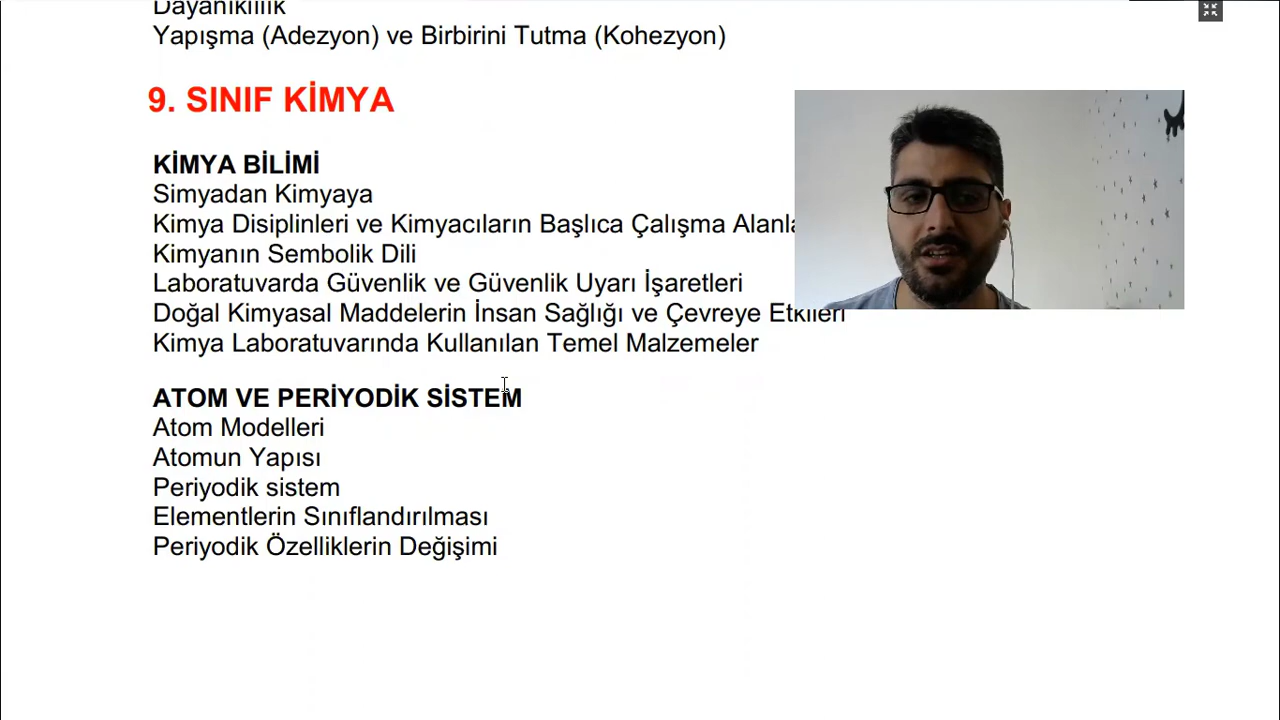 Dayanıklılık
Yapışma (Adezyon) ve Birbirini Tutma (Kohezyon)
9. SINIF KİMYA
KİMYA BİLİMİ
Simyadan Kimyaya
Kimya Disiplinleri ve Kimyacıların Başlıca Çalışma
Kimyanın Sembolik Dili
Laboratuvarda Güvenlik ve Güvenlik Uyarı İşaretleri
Doğal Kimyasal Maddelerin İnsan Sağlığı ve Çevreye Etkileri
Kimya Laboratuvarında Kullanılan Temel Malzemeler
ATOM VE PERİYODİK SİSTEM
Atom Modelleri
Atomun Yapısı
Periyodik sistem
Elementlerin Sınıflandırılması
Periyodik Özelliklerin Değişimi